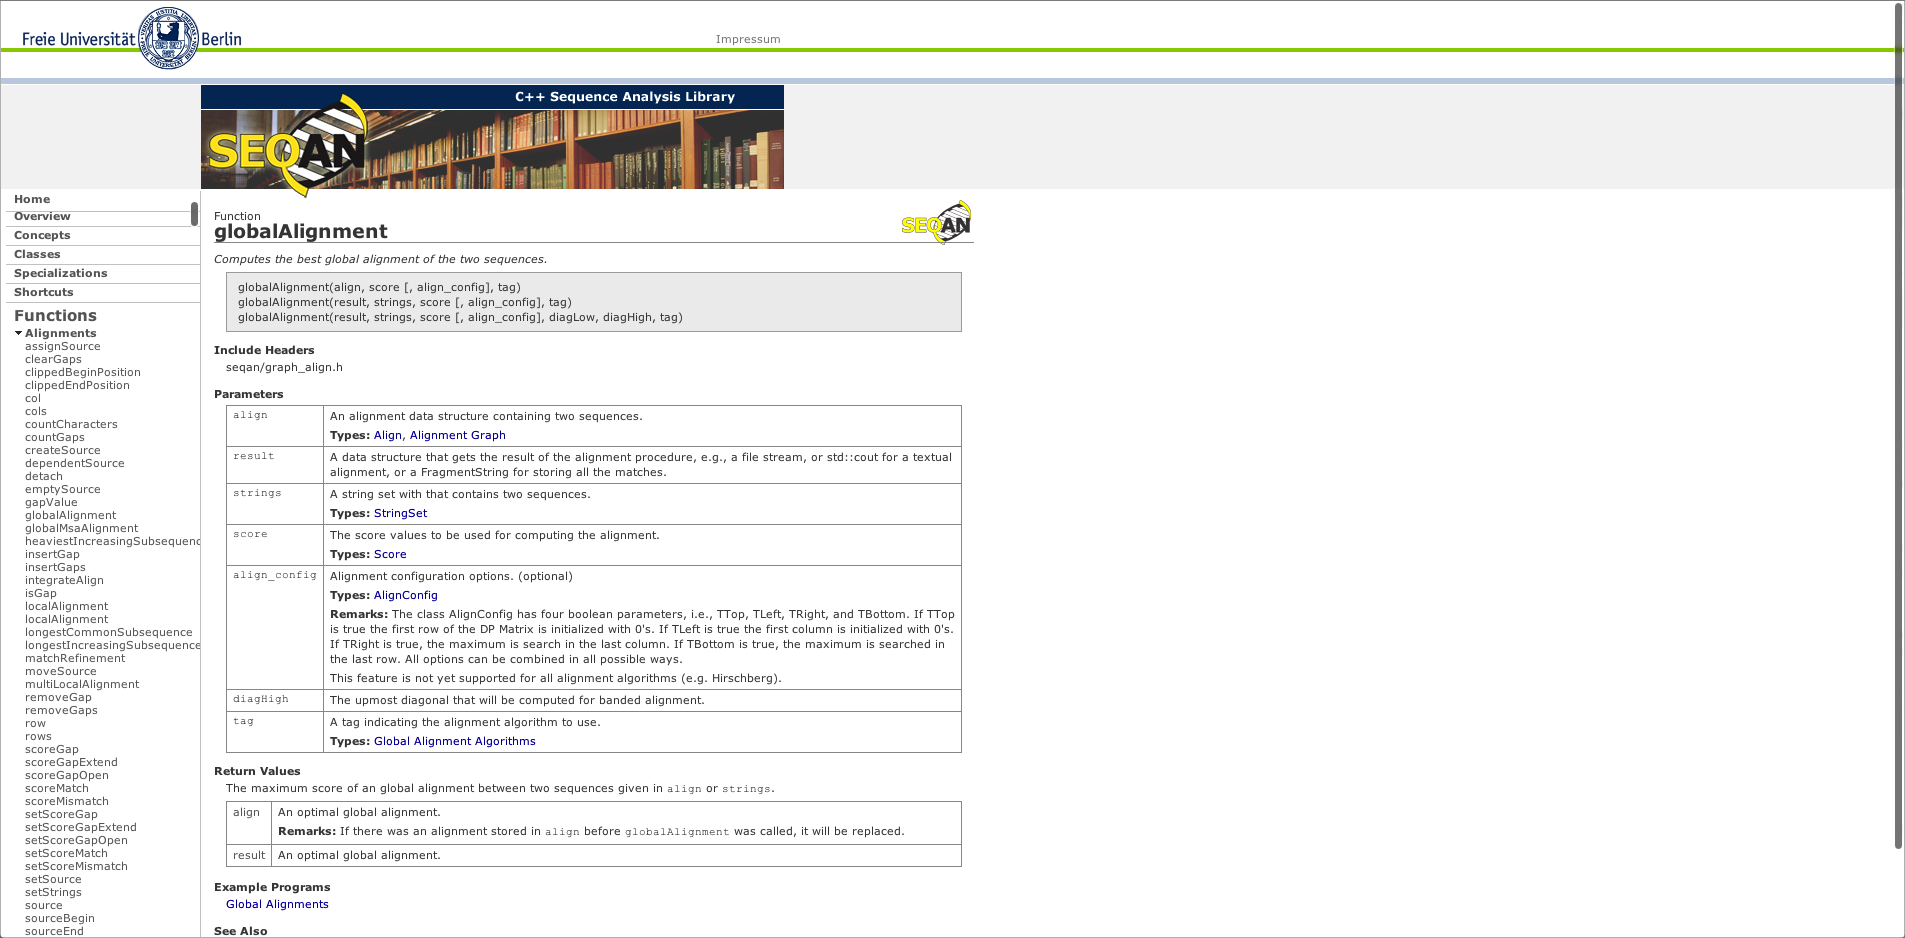 Freie Universität Berlin
Impressum
C++ Sequence Analysis Library
SEQAN
Home
Overview
Concepts
Classes
Specializations
Shortcuts
Functions
Alignments
assignSource
clearGaps
clippedBeginPosition
clippedEndPosition
col
cols
countCharacters
countGaps
createSource
dependentSource
detach
emptySource
gapValue
globalAlignment
globalMsaAlignment
heaviestIncreasingSubsequenc
insertGap
insertGaps
integrateAlign
isGap
localAlignment
localAlignment
longestCommonSubsequence
longestIncreasingSubsequence
matchRefinement
moveSource
multiLocalAlignment
removeGap
removeGaps
row
rows
scoreGap
scoreGapExtend
scoreGapOpen
scoreMatch
scoreMismatch
setScoreGap
setScoreGapExtend
setScoreGapOpen
setScoreMatch
setScoreMismatch
setSource
setStrings
source
sourceBegin
sourceEnd
Function
globalAlignment
SEQAN
Computes the best global alignment of the two sequences.
globalAlignment(align, score [, align_config], tag)
globalAlignment(result, strings, score [, align_config], tag)
globalAlignment(result, strings, score [, align_config], diagLow, diagHigh, tag)
Include Headers
seqan/graph_align.h
Parameters
align An alignment data structure containing two sequences.
Types: Align, Alignment Graph
result A data structure that gets the result of the alignment procedure, e.g., a file stream, or std::cout for a textual
alignment, or a FragmentString for storing all the matches.
strings A string set with that contains two sequences.
Types: StringSet
score The score values to be used for computing the alignment.
Types: Score
align_config Alignment configuration options. (optional)
Types: AlignConfig
Remarks: The class AlignConfig has four boolean parameters, i.e., TTop, TLeft, TRight, and TBottom. If TTop
is true the first row of the DP Matrix is initialized with 0's. If TLeft is true the first column is initialized with 0's.
If TRight is true, the maximum is search in the last column. If TBottom is true, the maximum is searched in
the last row. All options can be combined in all possible ways.
This feature is not yet supported for all alignment algorithms (e.g. Hirschberg).
diagHigh The upmost diagonal that will be computed for banded alignment.
tag A tag indicating the alignment algorithm to use.
Types: Global Alignment Algorithms
Return Values
The maximum score of an global alignment between two sequences given in align or strings.
align An optimal global alignment.
Remarks: If there was an alignment stored in align before globalAlignment was called, it will be replaced.
result An optimal global alignment.
Example Programs
Global Alignments
See Also